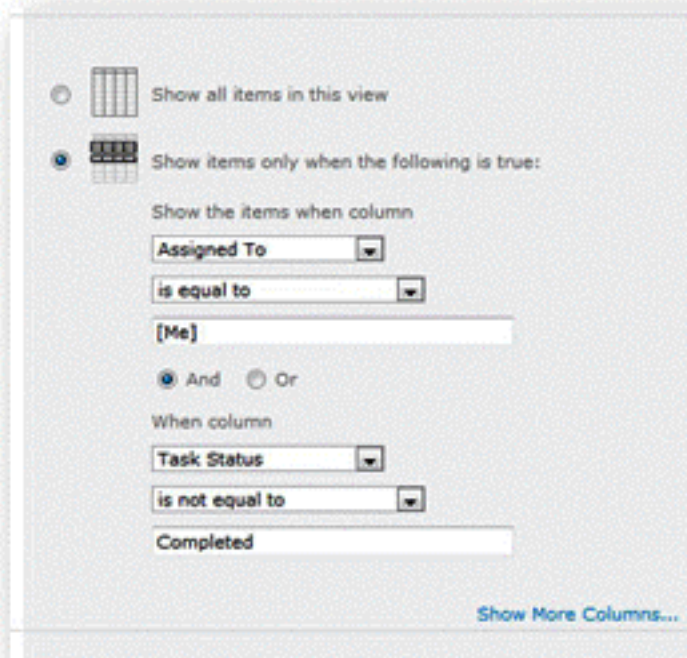 Show all items in this view
Show items only when the following is true:
Show the items when column
Assigned To
is equal to
[Me]
And Or
When column
Task Status
is not equal to
Completed
Show More Columns...